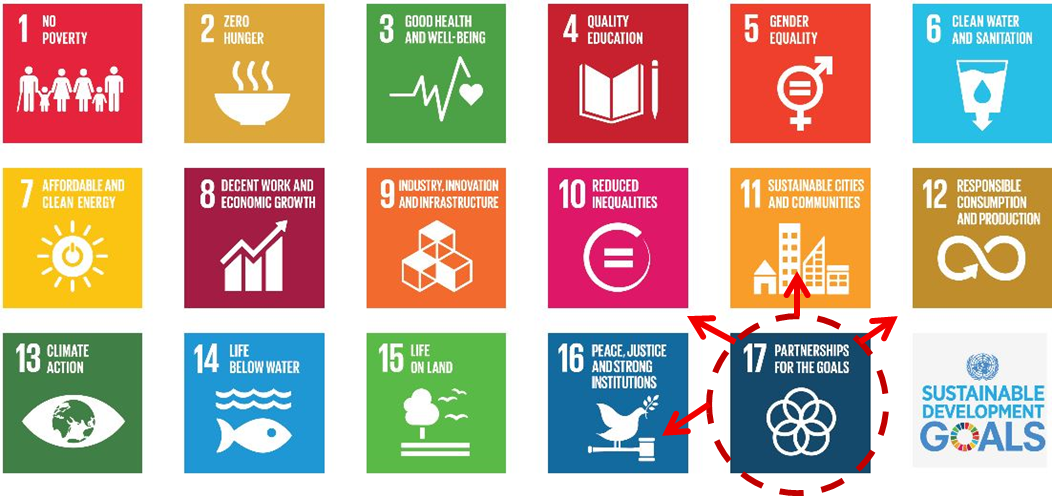 1 NO
POVERTY
2 ZERO
HUNGER
3 GOOD HEALTH
AND WELL-BEING
4 QUALITY
EDUCATION
5 GENDER
EQUALITY
6 CLEAN WATER
AND SANITATION
7 AFFORDABLE AND
CLEAN ENERGY
8 DECENT WORK AND
ECONOMIC GROWTH
9 INDUSTRY, INNOVATION
AND INFRASTRUCTURE
10 REDUCED
INEQUALITIES
11 SUSTAINABLE CITIES
AND COMMUNITIES
12 RESPONSIBLE
CONSUMPTION
AND PRODUCTION
13 CLIMATE
ACTION
14 LIFE
BELOW WATER
15 LIFE
ON LAND
16 PEACE, JUSTICE
AND STRONG
INSTITUTIONS
17 PARTNERSHIPS
FOR THE GOALS
SUSTAINABLE
DEVELOPMENT
GOALS